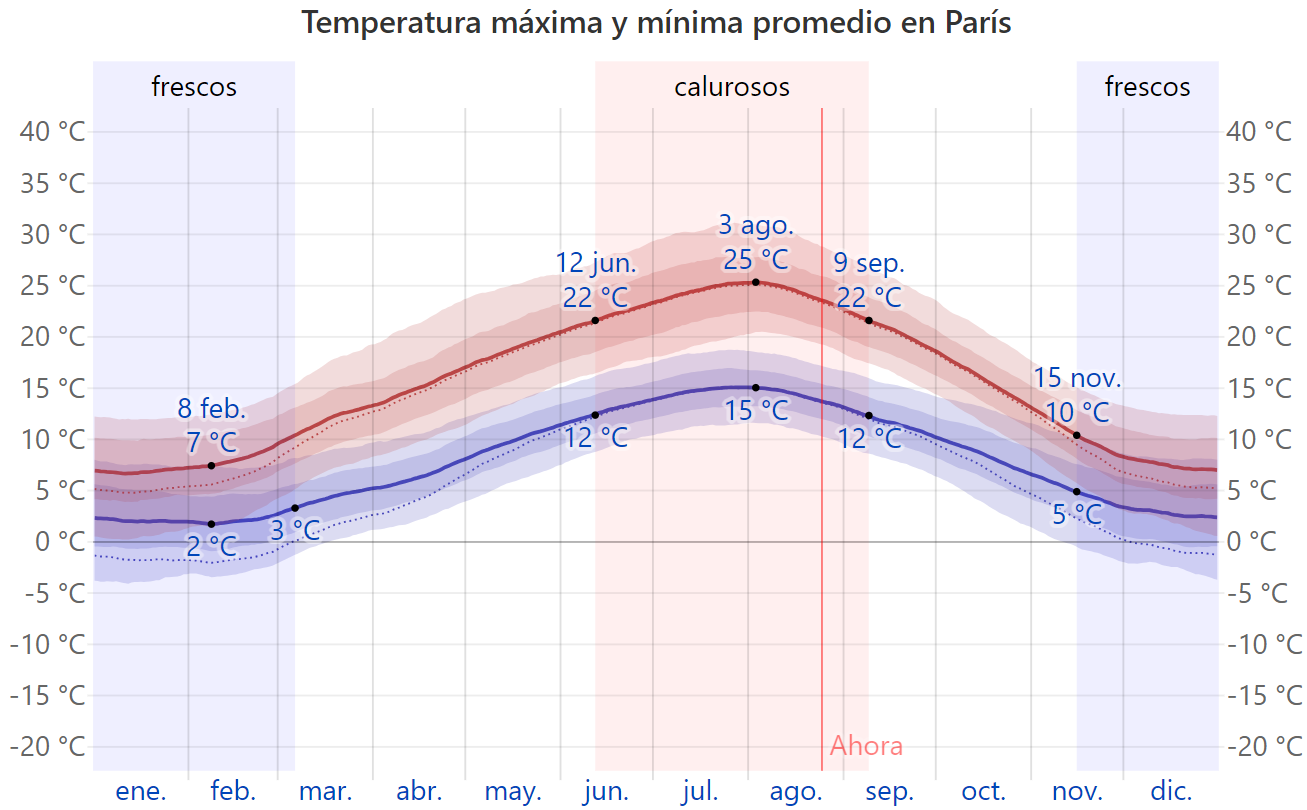 Temperatura máxima y mínima promedio en París
frescos calurosos frescos
40 °C 40 °C
35 °C 35 °C
30 °C 3 ago. 30 °C
12 jun. 25 °C 9 sep.
25 °C 22 °C 22 °C 25 °C
20 °C 20 °C
15 °C 15 nov. 15 °C
8 feb. 15 °C 10 °C
10 °C 7 °C 12 °C 12 °C 10 °C
5 °C 5 °C
3 °C 5 °C
0 °C 2 °C 0 °C
-5 °C -5 °C
-10 °C -10 °C
-15 °C -15 °C
-20 °C Ahora -20 °C
ene. feb. mar. abr. may. jun. jul. ago. sep. oct. nov. dic.